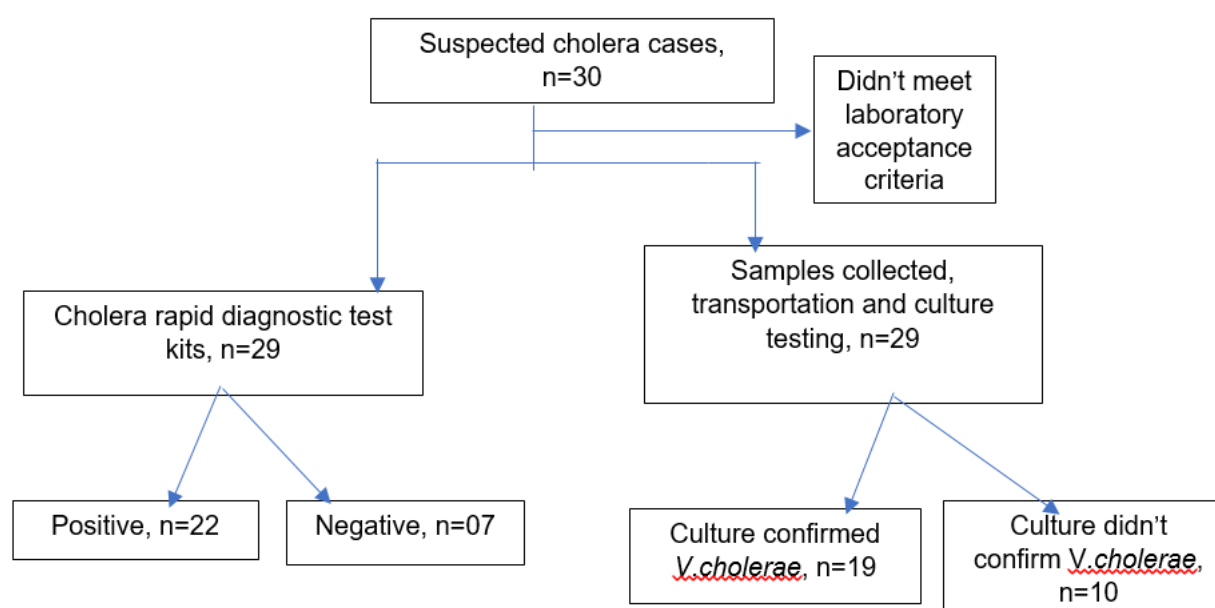 Suspected cholera cases,
n=30
Didn’t meet
laboratory
acceptance
criteria
Cholera rapid diagnostic test
kits, n=29
Samples collected,
transportation and culture
testing, n=29
Positive, n=22
Negative, n=07
Culture confirmed
V.cholerae, n=19
Culture didn’t
confirm V.cholerae,
n=10